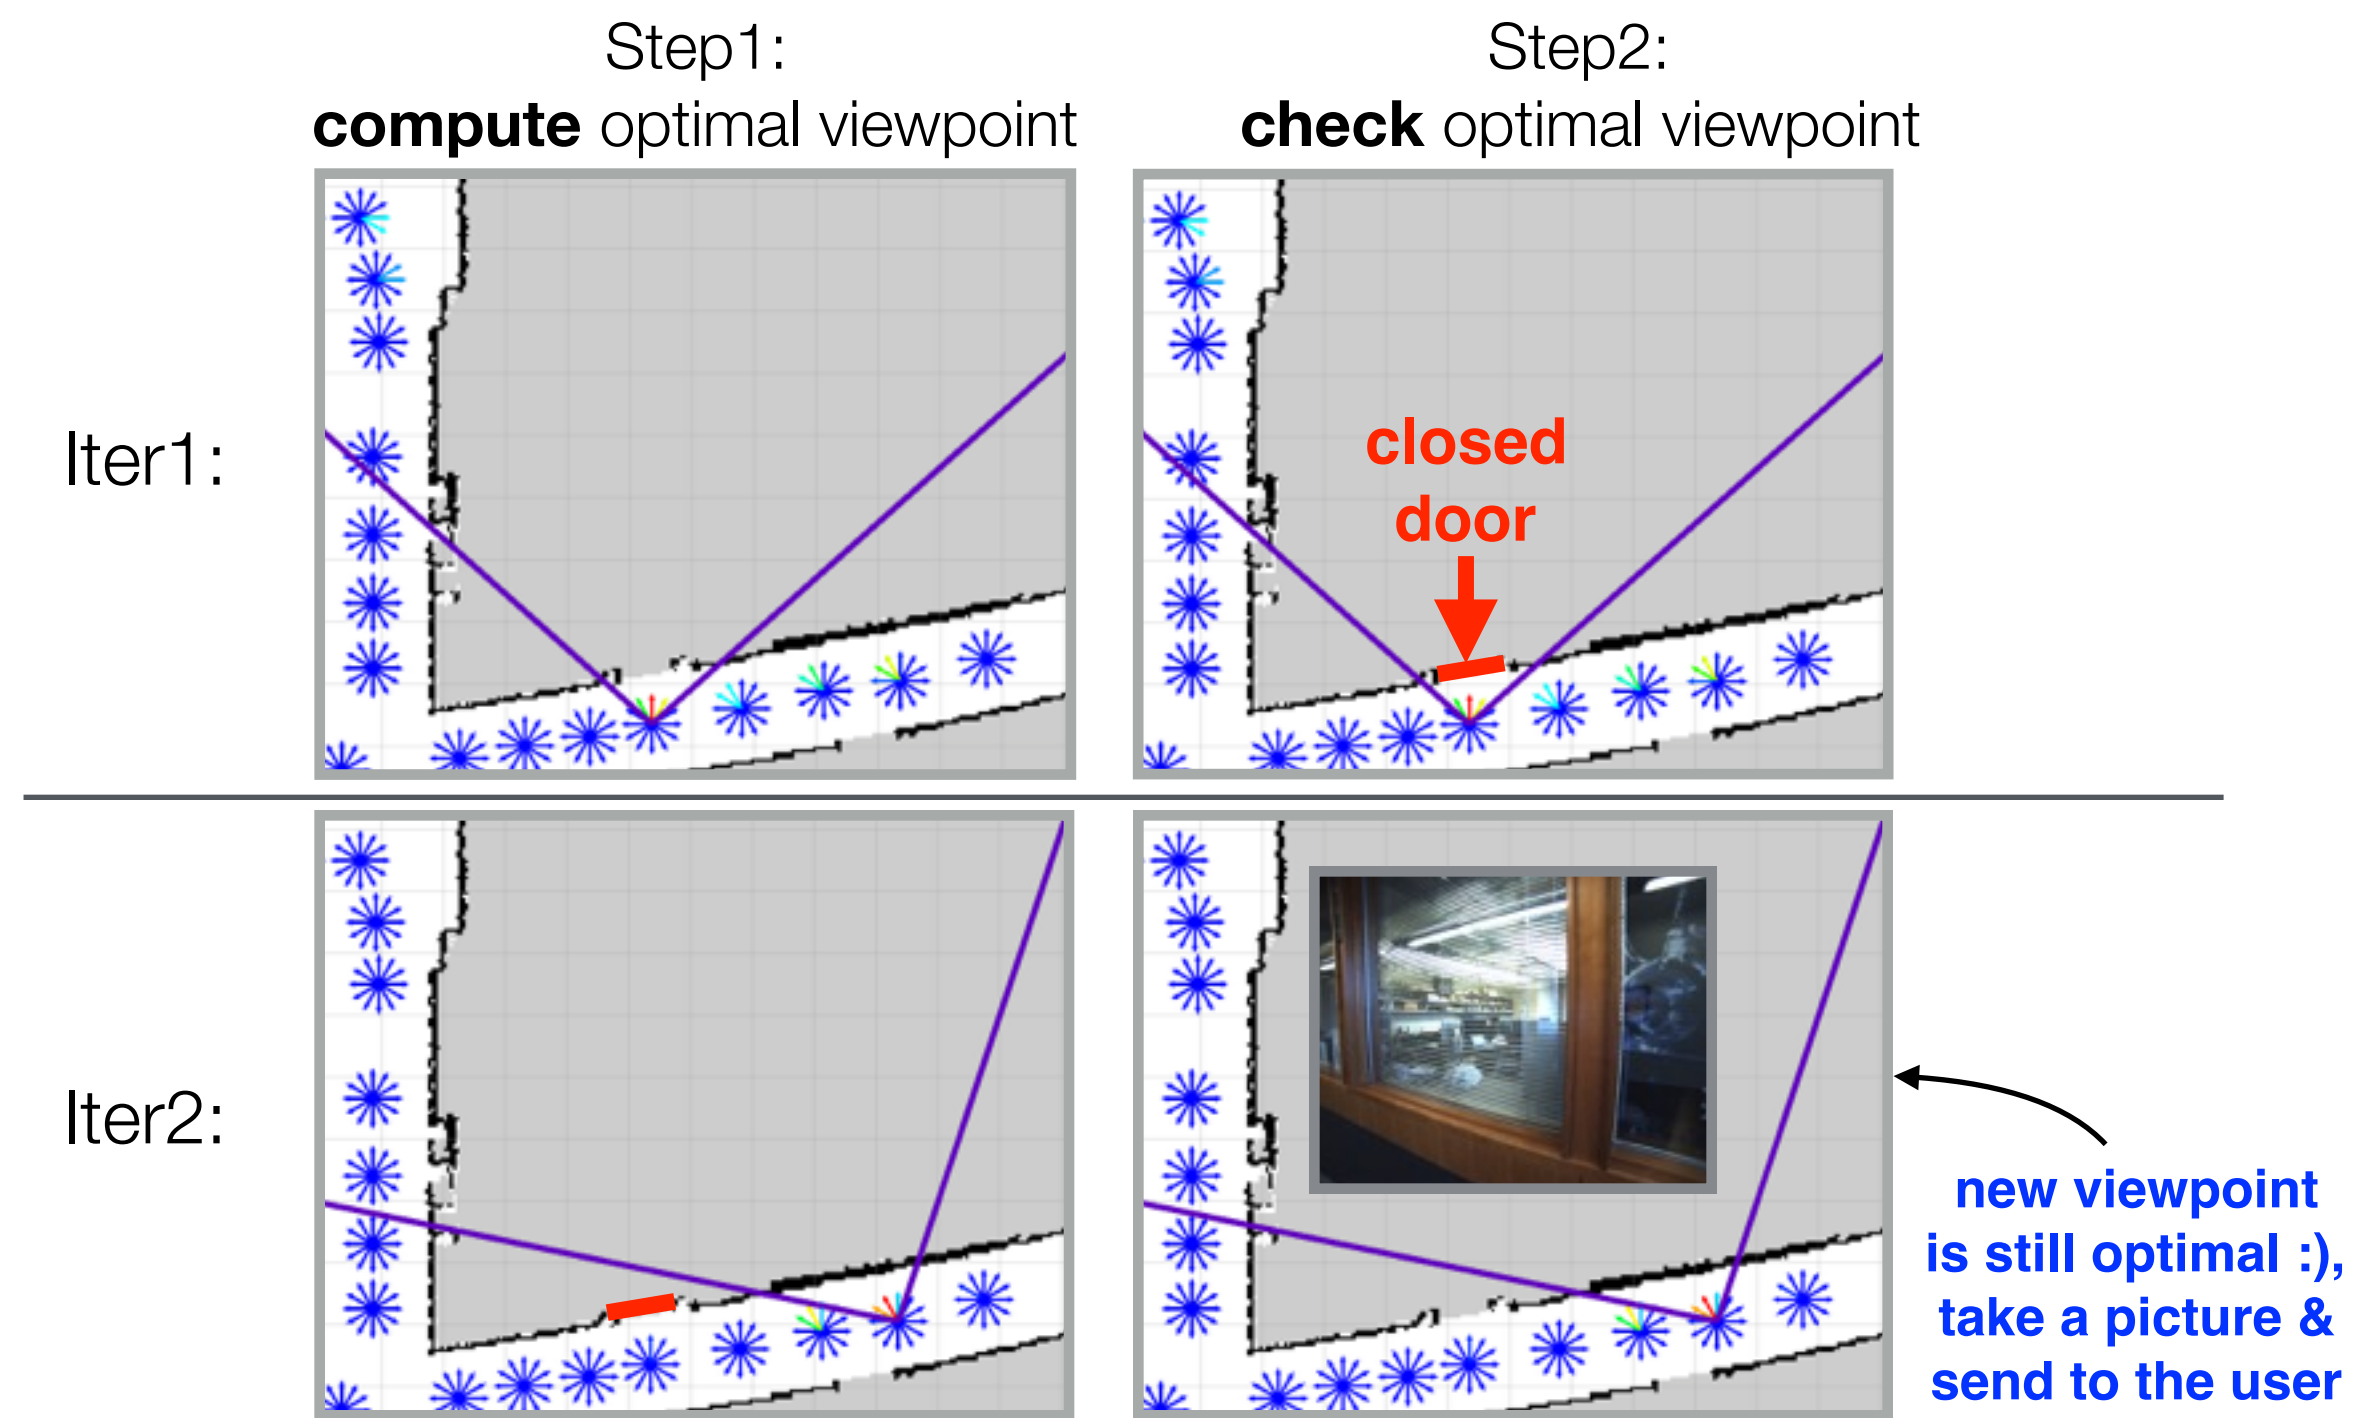 Step1:
compute optimal viewpoint
Step2:
check optimal viewpoint
Iter1:
closed
door
Iter2:
new viewpoint
is still optimal :),
take a picture &
send to the user